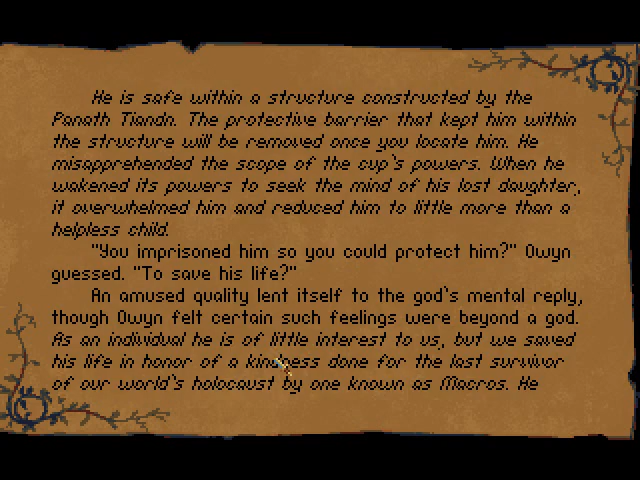 He is safe within a structure constructed by the
Panath Tiandn. The protective barrier that kept him within
the structure will be removed once you locate him. He
misapprehended the scope of the cup's powers. When he
wakened its powers to seek the mind of his lost daughter,
it overwhelmed him and reduced him to little more than a
helpless child.
"You imprisoned him so you could protect him?" Owyn
guessed. "To save his life?"
An amused quality lent itself to the god's mental reply,
though Owyn felt certain such feelings were beyond a god.
As an individual he is of little interest to us, but we saved
his life in honor of a kindness done for the last survivor
of our world's holocaust by one known as Macros. He